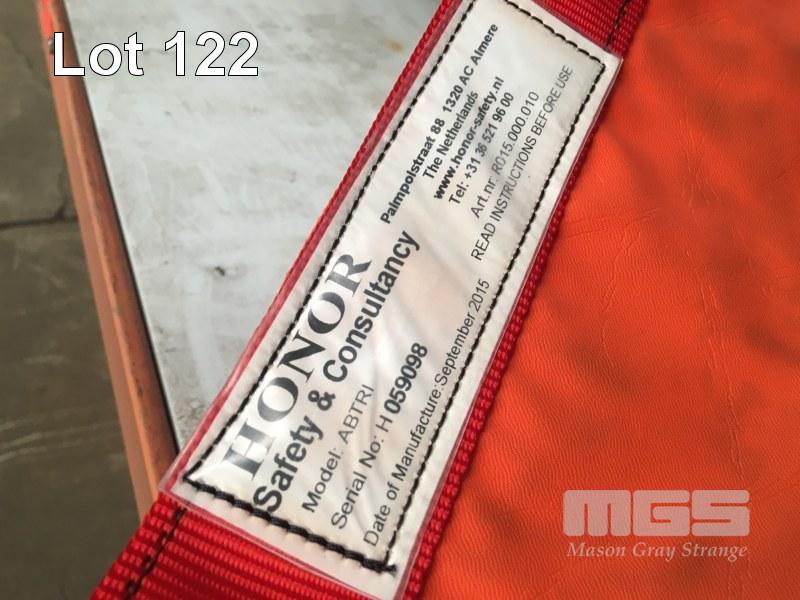 Lot 122
HONOR
Safety & Consultancy
Model: ABTRI
Serial No: H 059098
Date of Manufacture:September 2015
Palmpolstraat 88 1320 AC Almere
The Netherlands
www.honor-safety.nl
Tel: +31 36 521 96 00
Art.nr. R015.000.010
READ INSTRUCTIONS BEFORE USE
MGS
Mason Gray Strange